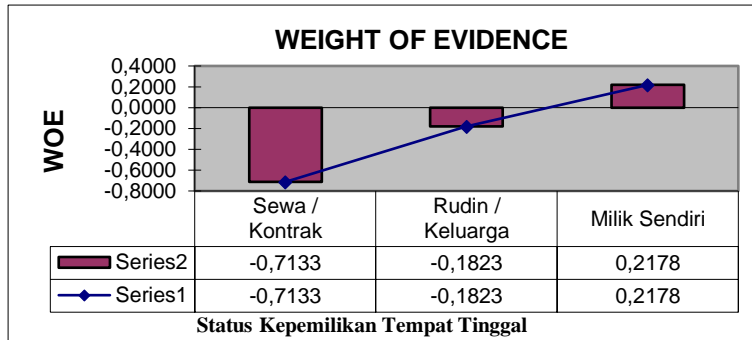 WEIGHT OF EVIDENCE
WOE
0,4000
0,2000
0,0000
-0,2000
-0,4000
-0,6000
-0,8000
Sewa / Kontrak Rudin / Keluarga Milik Sendiri
Series2 -0,7133 -0,1823 0,2178
Series1 -0,7133 -0,1823 0,2178
Status Kepemilikan Tempat Tinggal